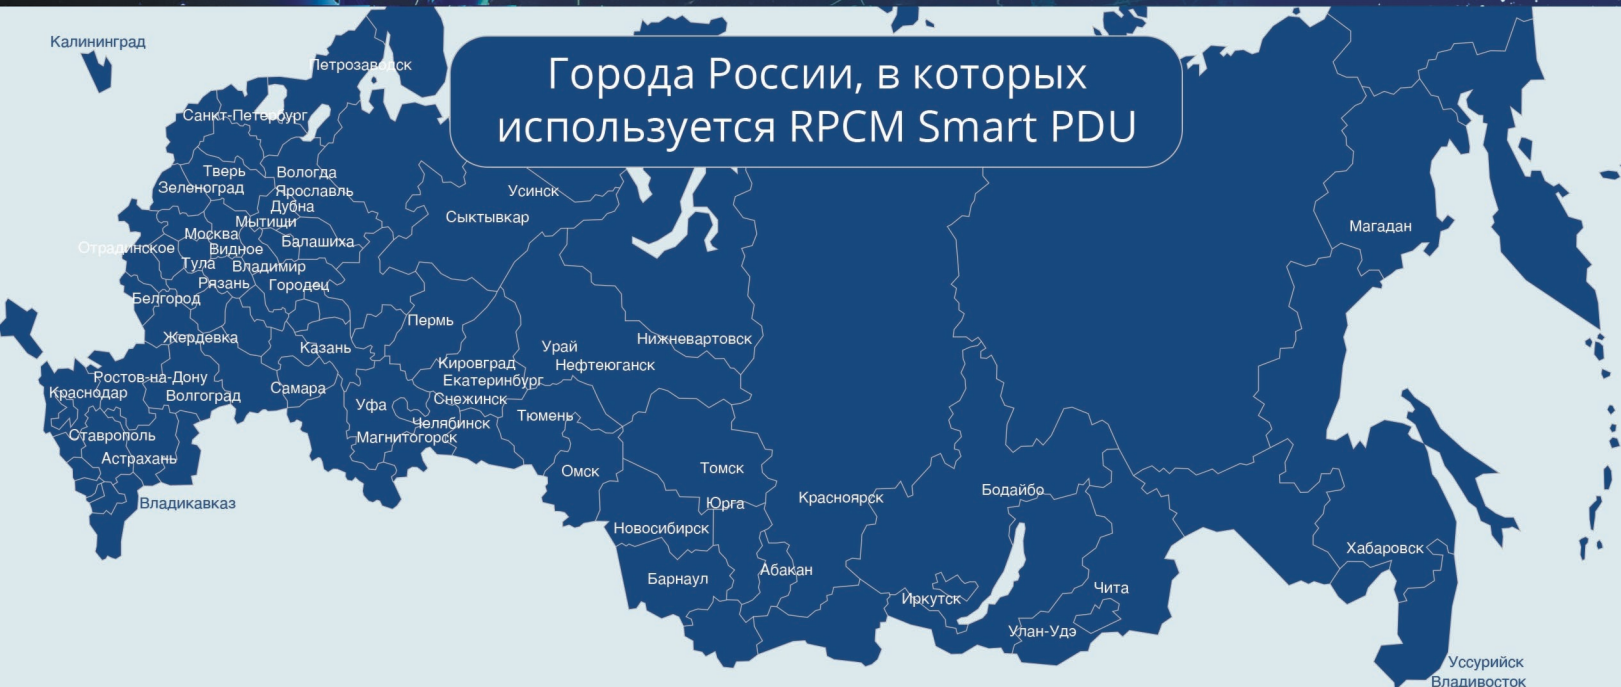 Города России, в которых
используется RPCM Smart PDU
Калининград
Петрозаводск
Санкт-Петербург
Тверь
Вологда
Зеленоград
Ярославль
Дубна
Мытищи
Москва
Балашиха
Отрадинское
Видное
Тула
Владимир
Рязань
Городец
Белгород
Жердевка
Казань
Ростов-на-Дону
Краснодар
Волгоград
Самара
Ставрополь
Астрахань
Владикавказ
Усинск
Сыктывкар
Пермь
Урай
Нижневартовск
Кировград
Нефтеюганск
Екатеринбург
Снежинск
Уфа
Тюмень
Челябинск
Магнитогорск
Омск
Томск
Юрга
Новосибирск
Барнаул
Абакан
Красноярск
Бодайбо
Иркутск
Чита
Улан-Удэ
Магадан
Хабаровск
Уссурийск
Владивосток